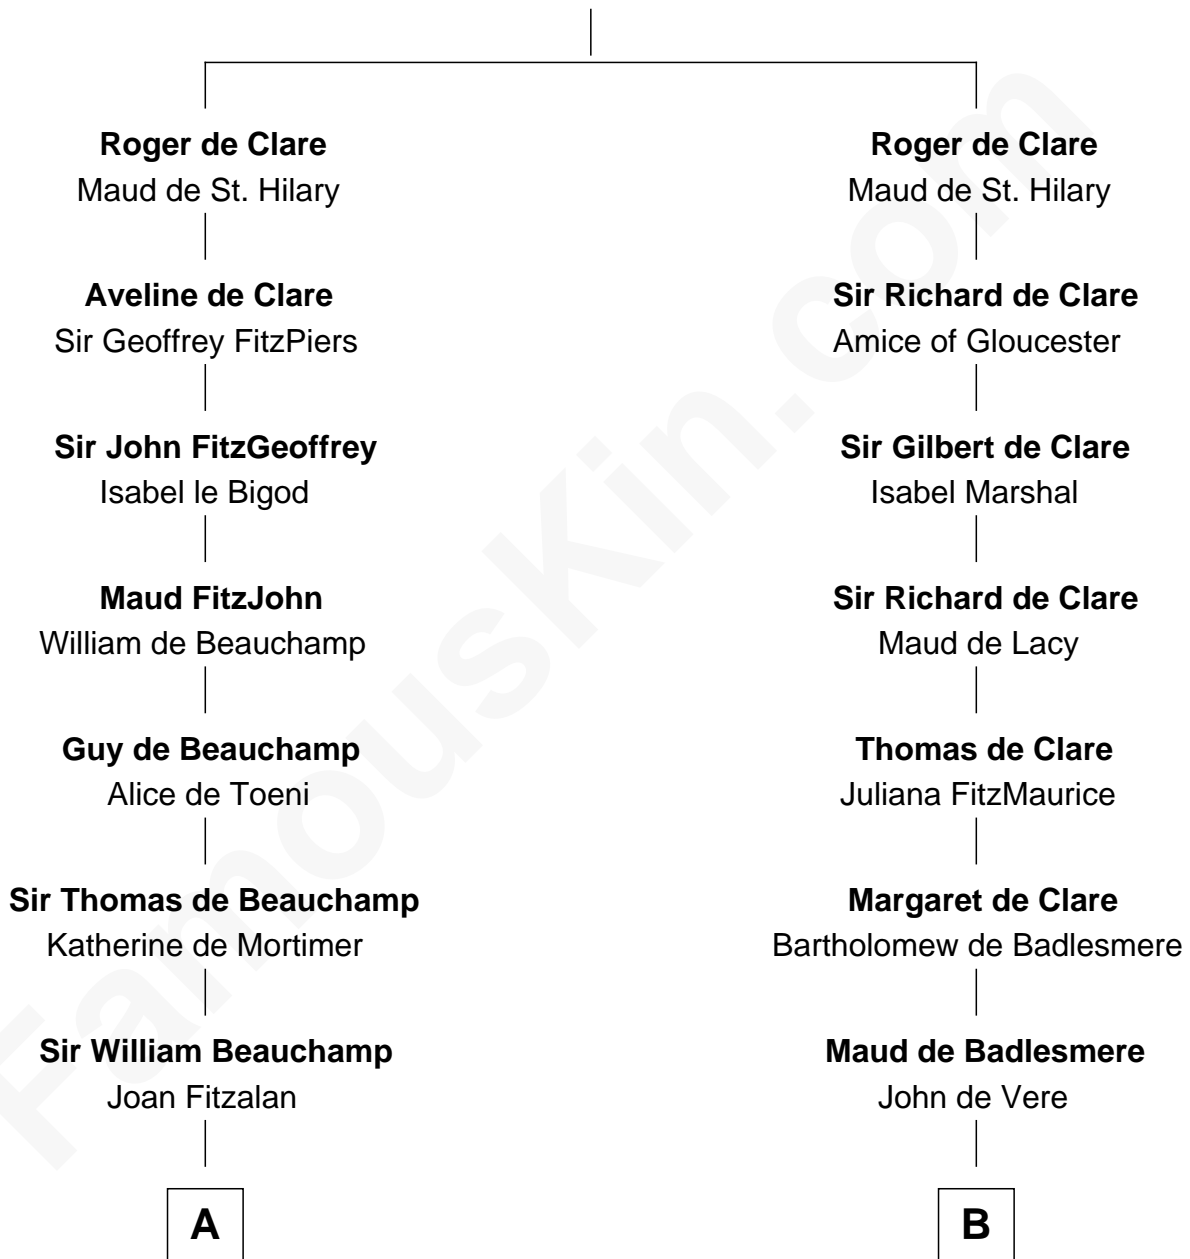 Roger de Clare
Maud de St. Hilary
Aveline de Clare
Sir Geoffrey FitzPiers
Sir John FitzGeoffrey
Isabel le Bigod
Maud FitzJohn
William de Beauchamp
Guy de Beauchamp
Alice de Toeni
Sir Thomas de Beauchamp
Katherine de Mortimer
Sir William Beauchamp
Joan Fitzalan
A
Roger de Clare
Maud de St. Hilary
Sir Richard de Clare
Amice of Gloucester
Sir Gilbert de Clare
Isabel Marshal
Sir Richard de Clare
Maud de Lacy
Thomas de Clare
Juliana FitzMaurice
Margaret de Clare
Bartholomew de Badlesmere
Maud de Badlesmere
John de Vere
B
FamousKin.com